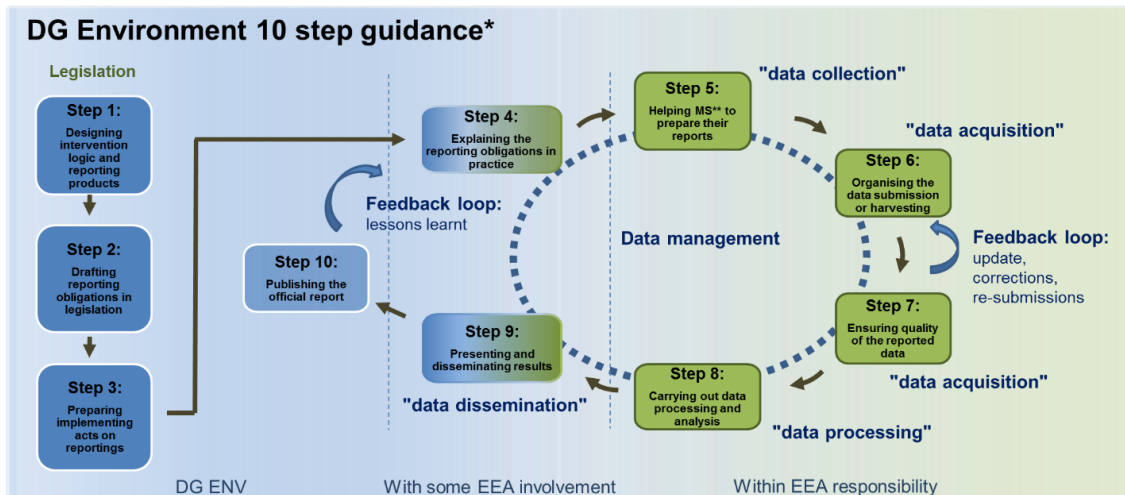 DG Environment 10 step guidance*
Legislation
Step 1:
Designing
intervention
logic and
reporting
products
Step 2:
Drafting
reporting
obligations in
legislation
Step 3:
Preparing
implementing
acts on
reportings
Step 4:
Explaining the
reporting obligations in
practice
"data collection"
Step 5:
Helping MS** to
prepare their
reports
"data acquisition"
Step 6:
Organising the
data submission
or harvesting
Feedback loop:
update,
corrections,
re-submissions
Step 7:
Ensuring quality
of the reported
data
"data acquisition"
Step 8:
Carrying out data
processing and
analysis
"data processing"
Data management
Step 9:
Presenting and
disseminating results
"data dissemination"
Step 10:
Publishing the
official report
Feedback loop:
lessons learnt
DG ENV
With some EEA involvement
Within EEA responsibility